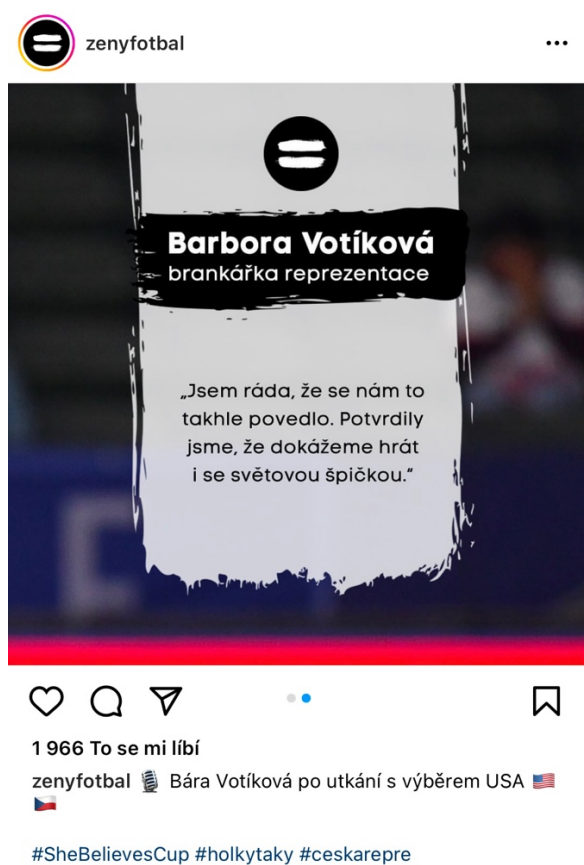 zenyfotbal
Barbora Votíková
brankářka reprezentace
„Jsem ráda, že se nám to
takhle povedlo. Potvrdily
jsme, že dokážeme hrát
i se světovou špičkou.“
1 966 To se mi líbí
zenyfotbal 🎙️ Bára Votíková po utkání s výběrem USA 🇺🇸
🇨🇿
#SheBelievesCup #holkytaky #ceskarepre